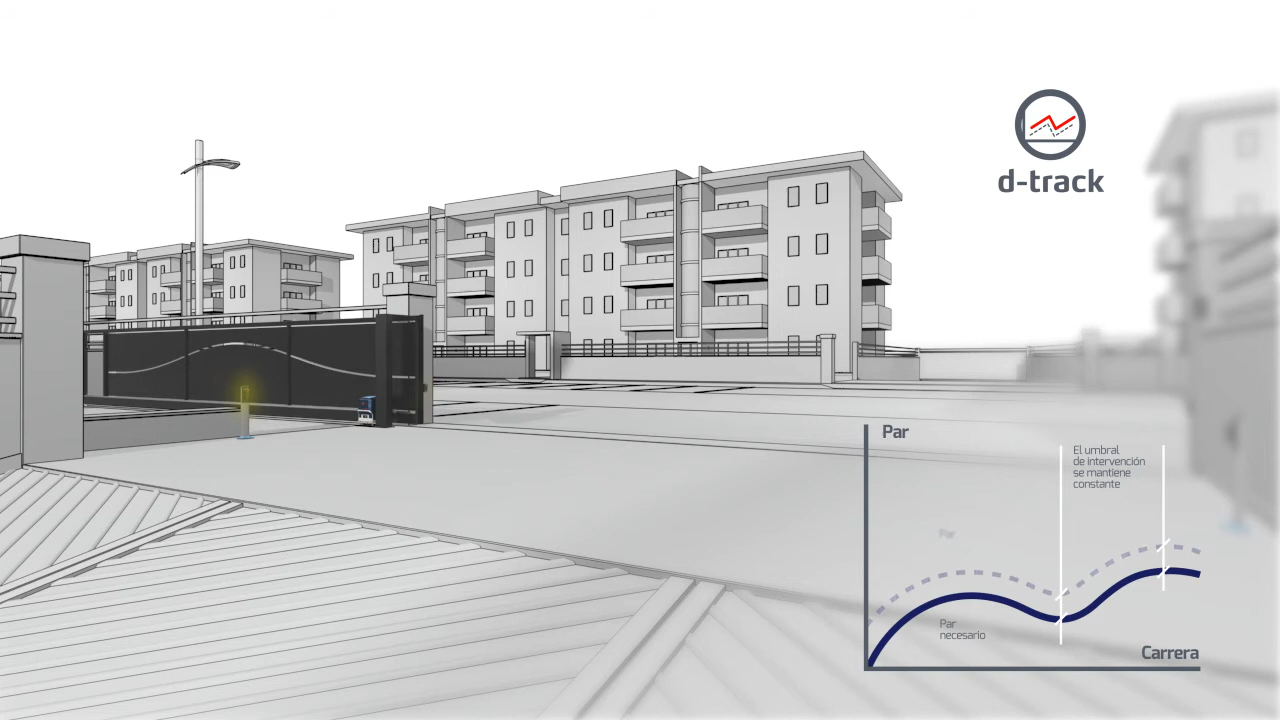 d-track
Par
El umbral
de intervención
se mantiene
constante
Par
Par
necesario
Carrera